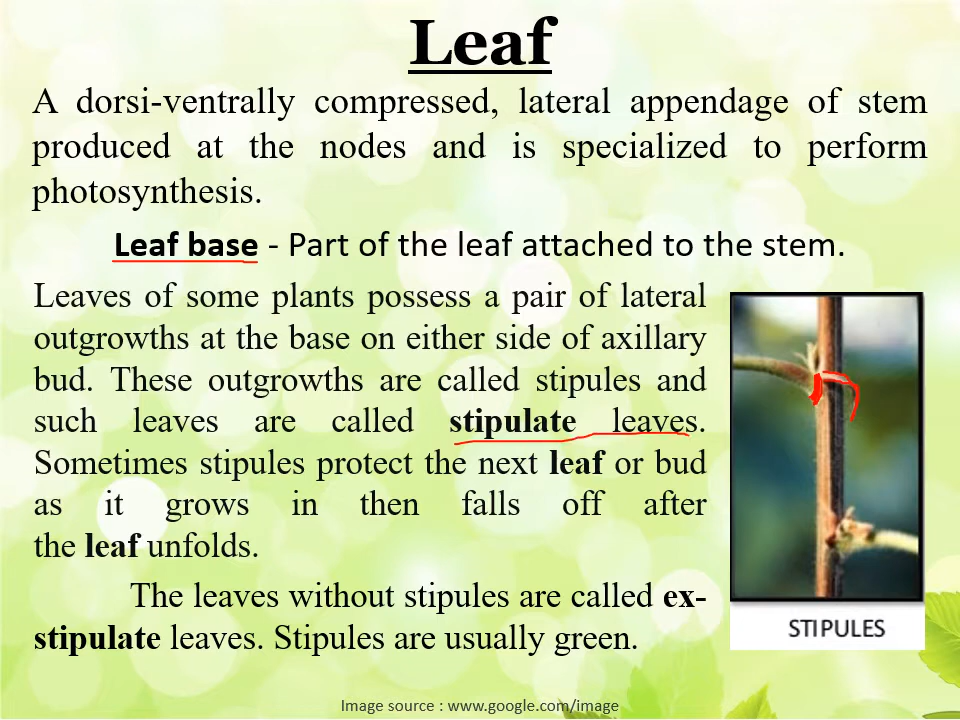 Leaf
A dorsi-ventrally compressed, lateral appendage of stem
produced at the nodes and is specialized to perform
photosynthesis.
Leaf base - Part of the leaf attached to the stem.
Leaves of some plants possess a pair of lateral
outgrowths at the base on either side of axillary
bud. These outgrowths are called stipules and
such leaves are called stipulate leaves.
Sometimes stipules protect the next leaf or bud
as it grows in then falls off after
the leaf unfolds.
The leaves without stipules are called ex-
stipulate leaves. Stipules are usually green.
STIPULES
Image source : www.google.com/image